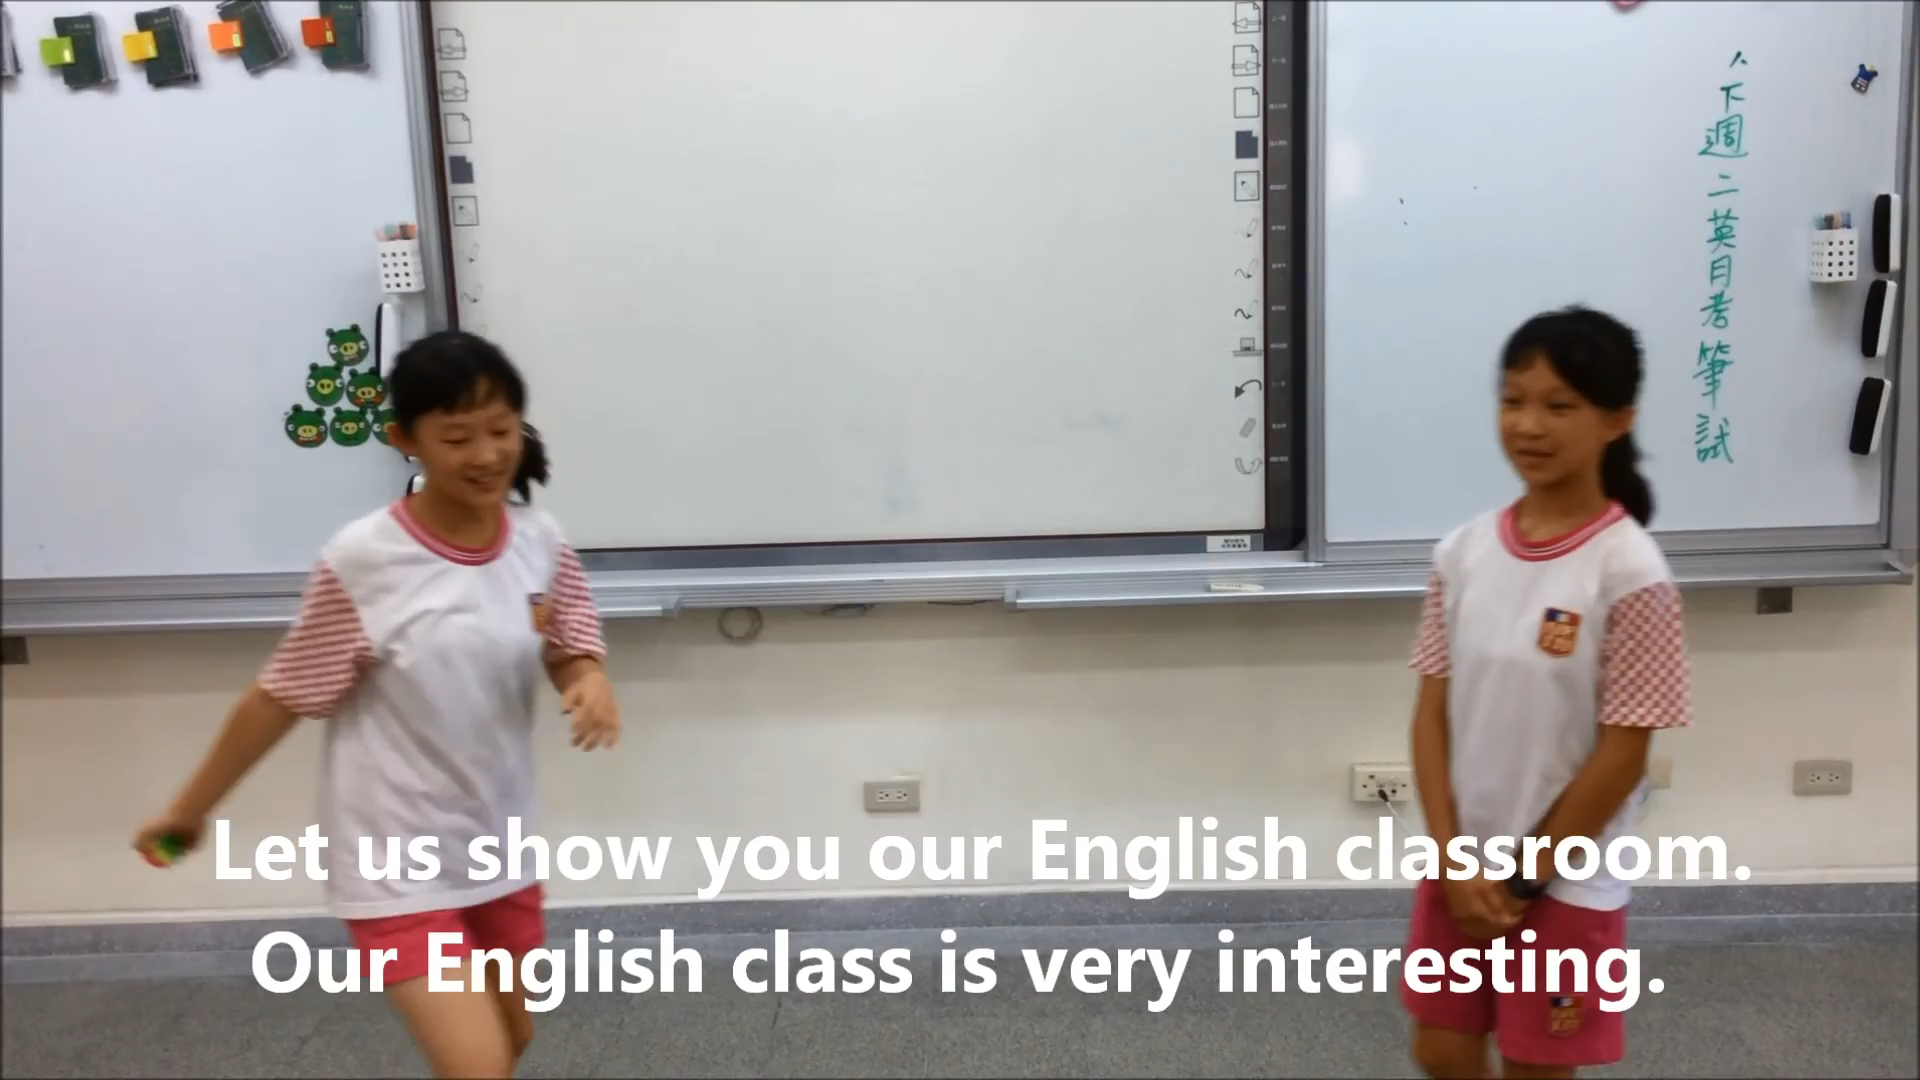 1.下週二英月考筆試
Let us show you our English classroom.
Our English class is very interesting.